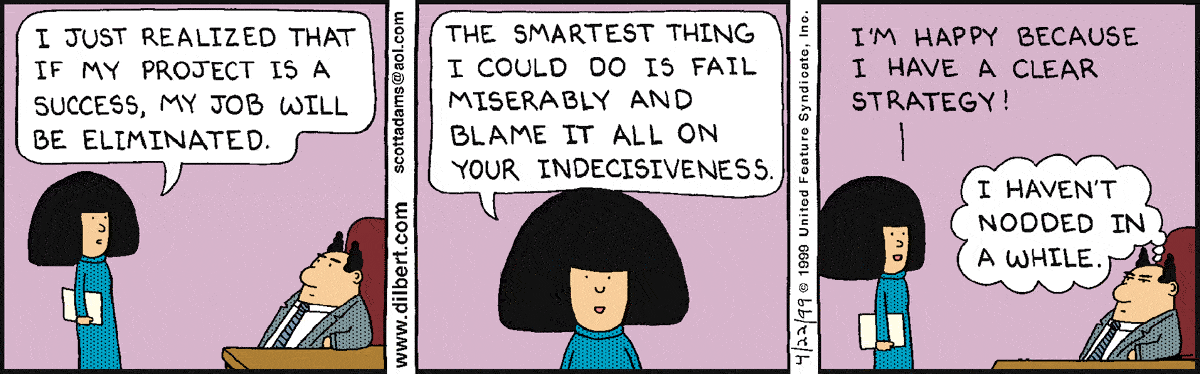 I JUST REALIZED THAT
IF MY PROJECT IS A
SUCCESS, MY JOB WILL
BE ELIMINATED.
www.dilbert.com scottadams@aol.com
THE SMARTEST THING
I COULD DO IS FAIL
MISERABLY AND
BLAME IT ALL ON
YOUR INDECISIVENESS.
4/22/99 © 1999 United Feature Syndicate, Inc.
I'M HAPPY BECAUSE
I HAVE A CLEAR
STRATEGY!
I HAVEN'T
NODDED IN
A WHILE.